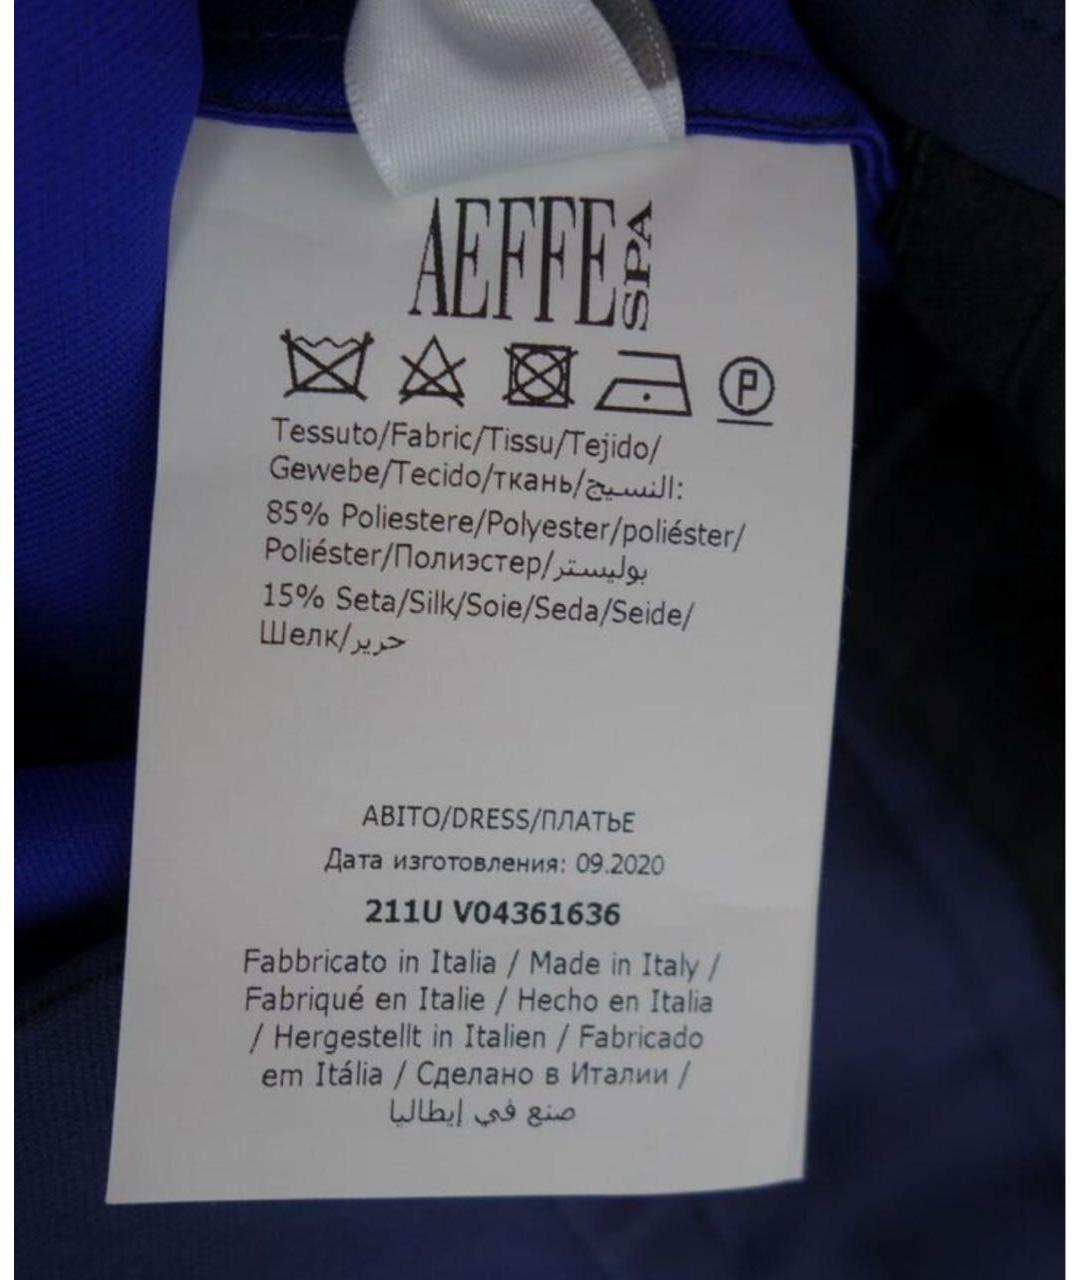 AEFFE SPA
P
Tessuto/Fabric/Tissu/Tejido/
Gewebe/Tecido/ткань/النسيج:
85% Poliestere/Polyester/poliéster/
Poliéster/Полиэстер/بوليستر
15% Seta/Silk/Soie/Seda/Seide/
Шелк/حرير
ABITO/DRESS/ПЛАТЬЕ
Дата изготовления: 09.2020
211U V04361636
Fabbricato in Italia / Made in Italy /
Fabriqué en Italie / Hecho en Italia
/ Hergestellt in Italien / Fabricado
em Itália / Сделано в Италии /
صنع في إيطاليا